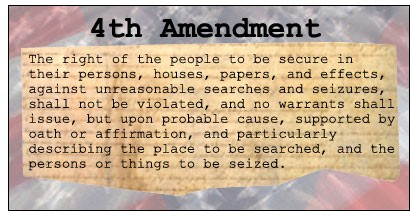 4th Amendment
The right of the people to be secure in
their persons, houses, papers, and effects,
against unreasonable searches and seizures,
shall not be violated, and no warrants shall
issue, but upon probable cause, supported by
oath or affirmation, and particularly
describing the place to be searched, and the
persons or things to be seized.